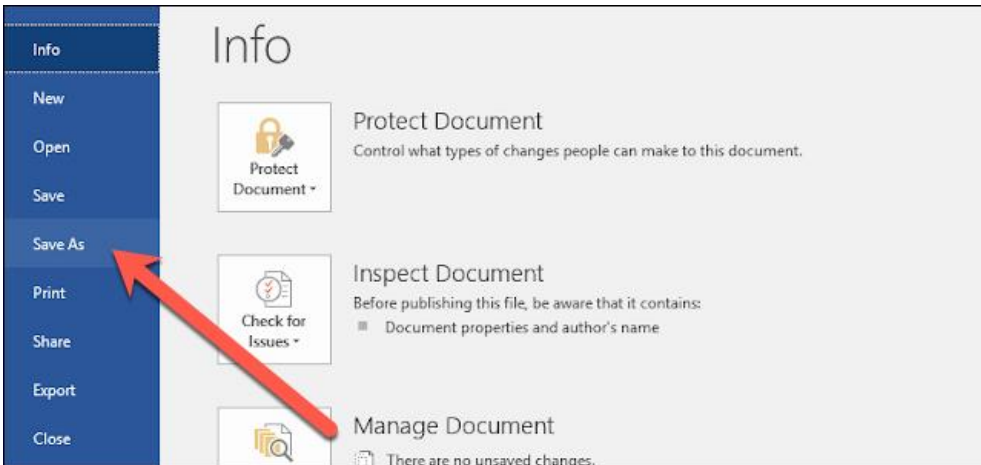 Info
New
Open
Save
Save As
Print
Share
Export
Close
Info
Protect
Document
Protect Document
Control what types of changes people can make to this document.
Check for
Issues
Inspect Document
Before publishing this file, be aware that it contains:
Document properties and author's name
Manage Document
There are no unsaved changes.